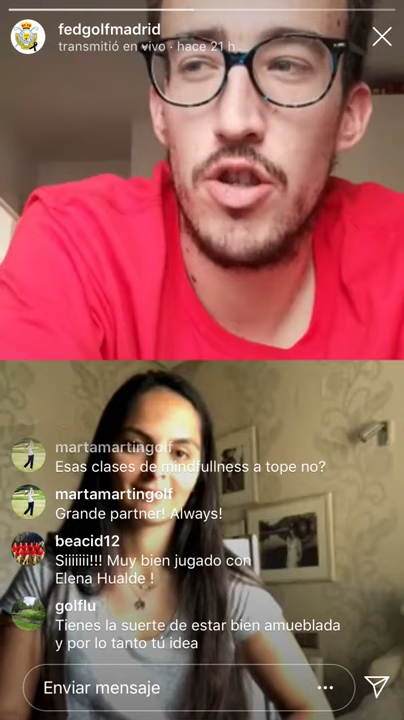 fedgolfmadrid
transmitió en vivo · hace 21 h
martamartingolf
Esas clases de mindfullness a tope no?
martamartingolf
Grande partner! Always!
beacid12
Siiiiiii!!! Muy bien jugado con
Elena Hualde !
golflu
Tienes la suerte de estar bien amueblada
y por lo tanto tú idea
Enviar mensaje